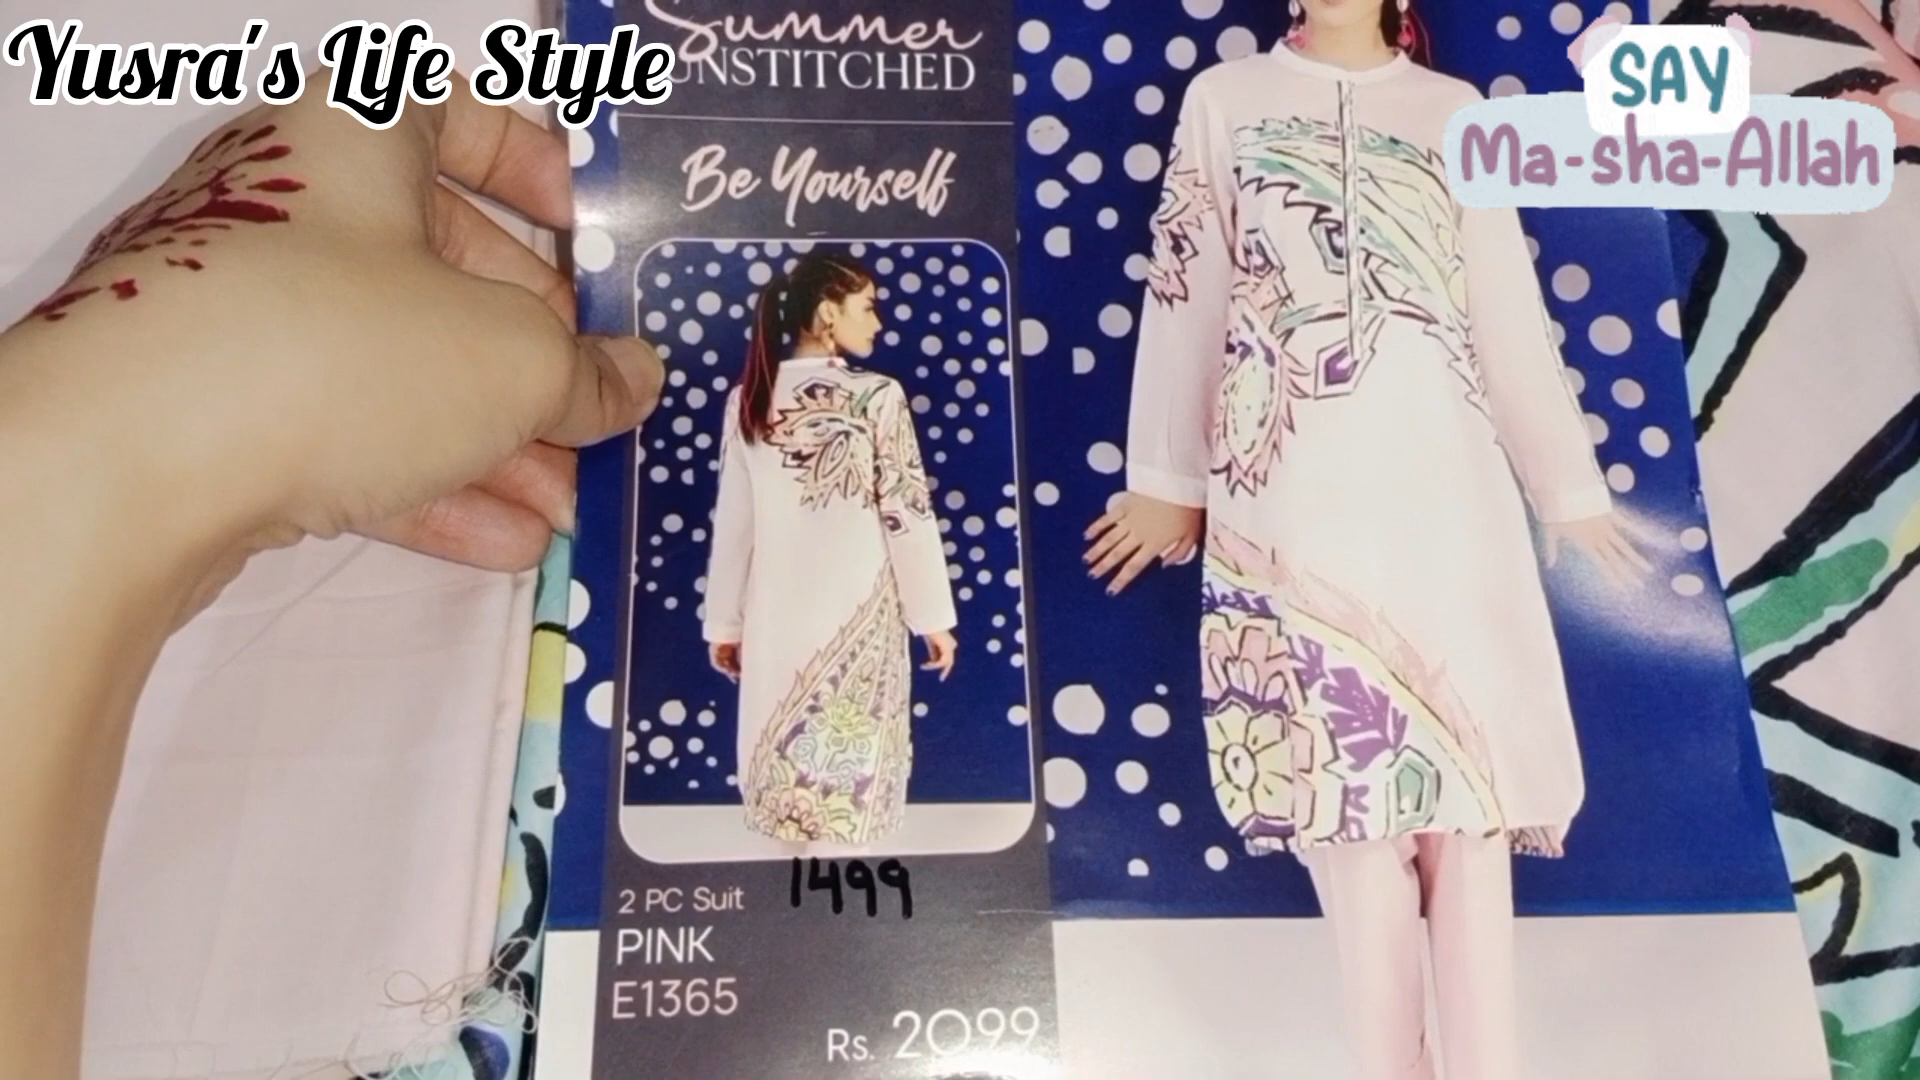 Yusra's Life Style
Summer
UNSTITCHED
Be Yourself
SAY
Ma-sha-Allah
1499
2 PC Suit
PINK
E1365
Rs. 2099